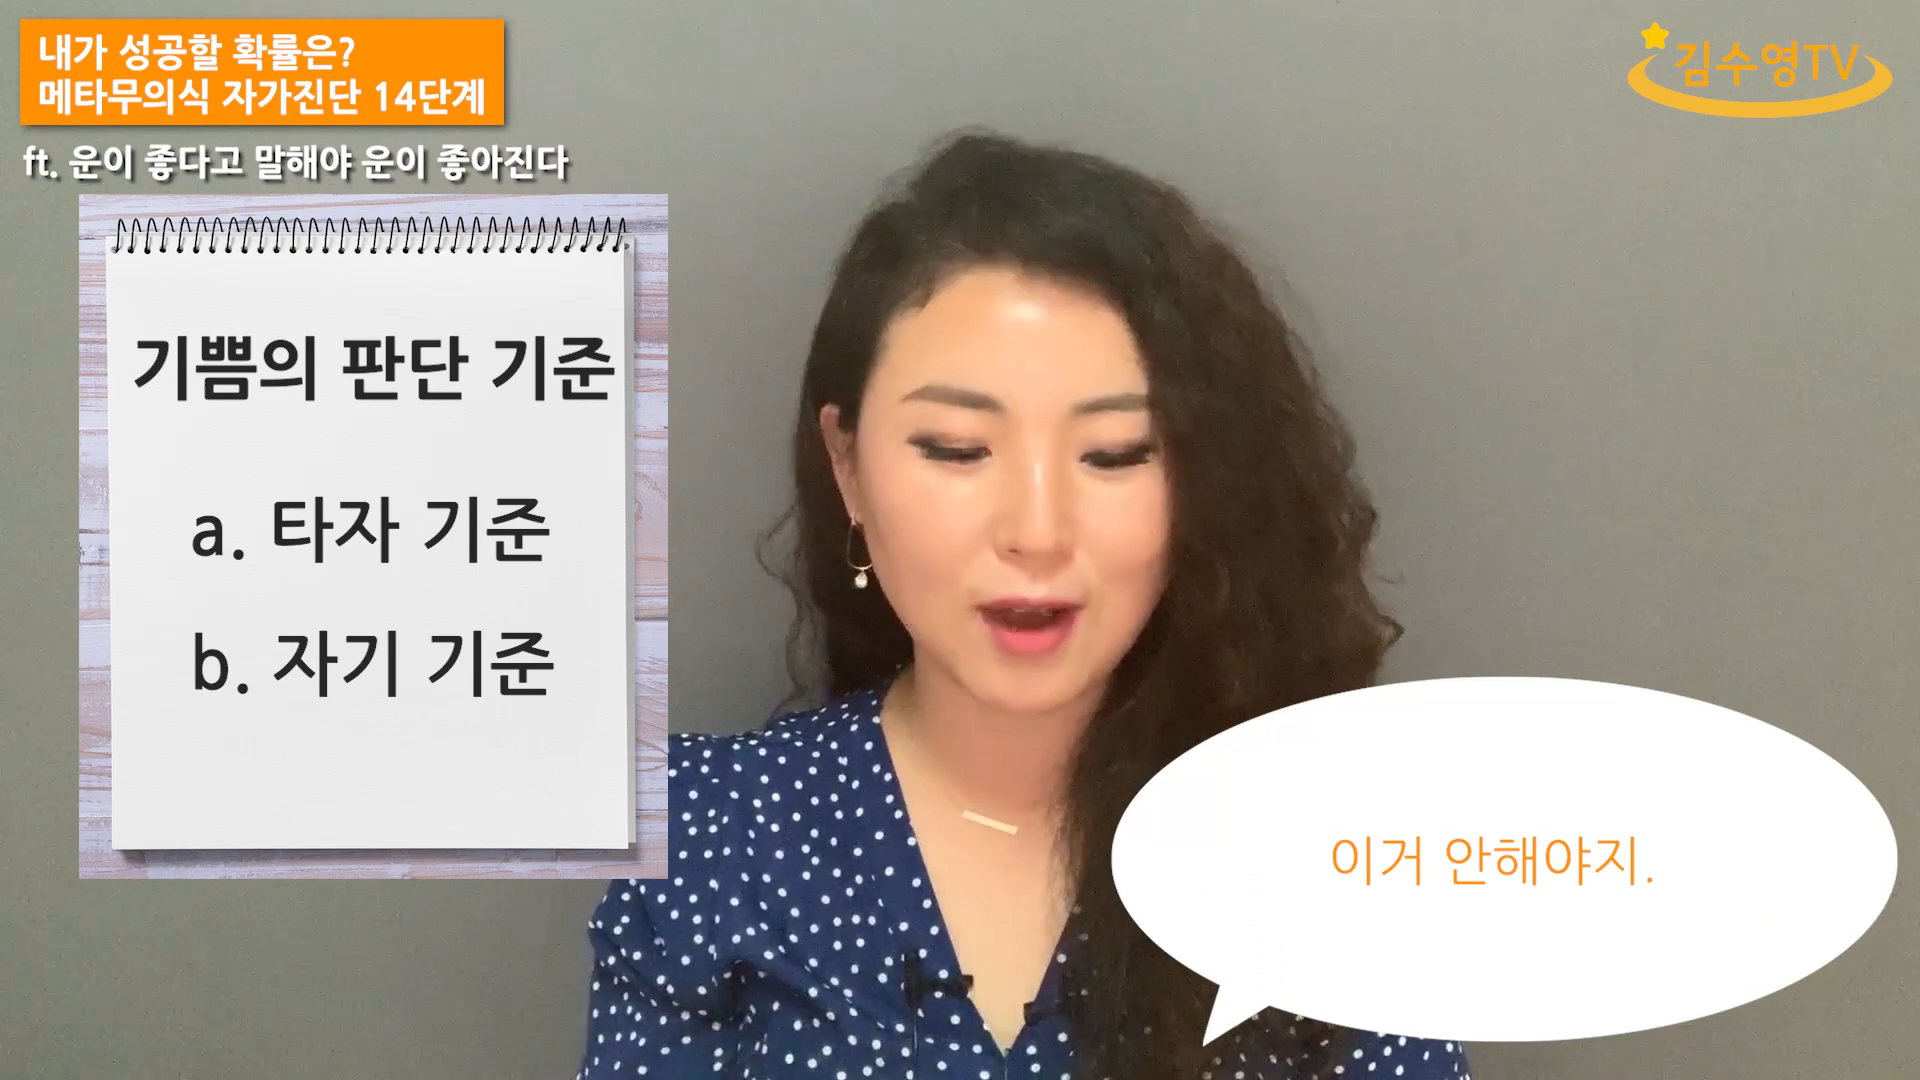 내가 성공할 확률은?
메타무의식 자가진단 14단계
ft. 운이 좋다고 말해야 운이 좋아진다
김수영TV
기쁨의 판단 기준
a. 타자 기준
b. 자기 기준
이거 안해야지.